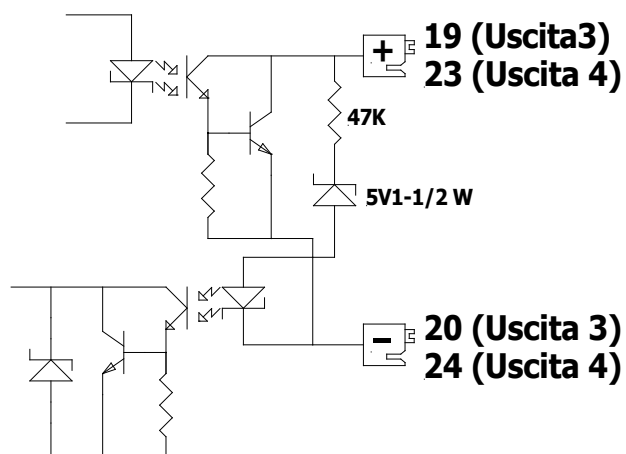 + 19 (Uscita3)
23 (Uscita 4)
47K
5V1-1/2 W
- 20 (Uscita 3)
24 (Uscita 4)